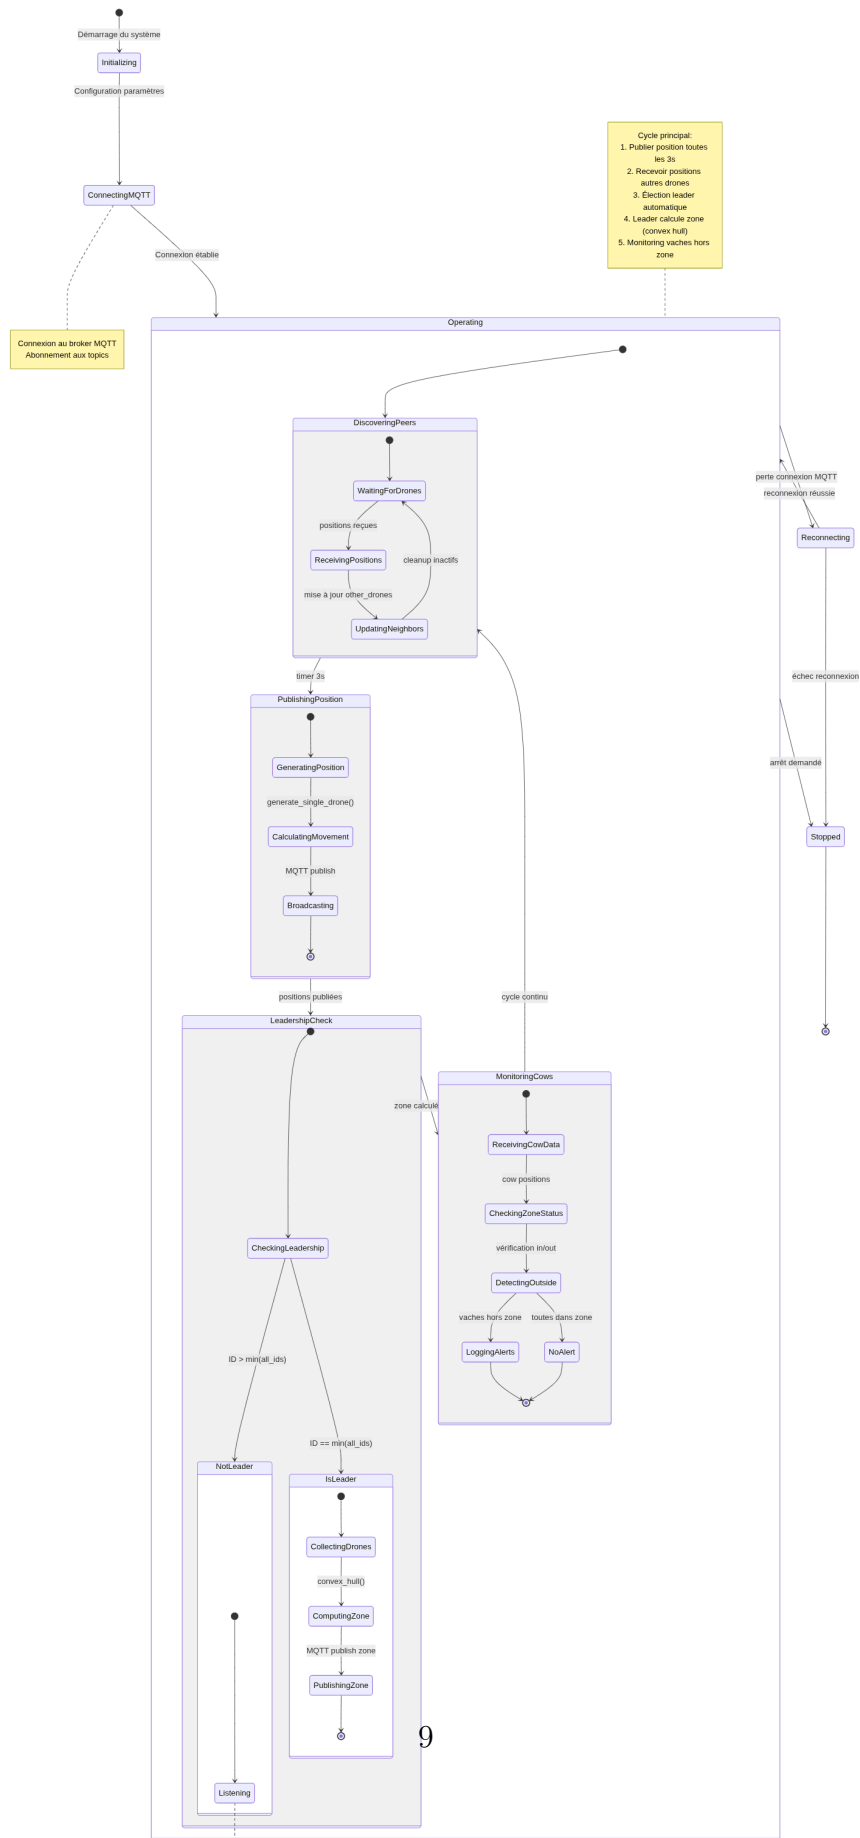 Démarrage du système
Initializing
Configuration paramètres
ConnectingMQTT
Connexion établie
Connexion au broker MQTT
Abonnement aux topics
Cycle principal:
1. Publier position toutes
les 3s
2. Recevoir positions
autres drones
3. Élection leader
automatique
4. Leader calcule zone
(convex hull)
5. Monitoring vaches hors
zone
Operating
DiscoveringPeers
WaitingForDrones
positions reçues
ReceivingPositions
cleanup inactifs
mise à jour other_drones
UpdatingNeighbors
perte connexion MQTT
reconnexion réussie
Reconnecting
échec reconnexion
arrêt demandé
Stopped
timer 3s
PublishingPosition
GeneratingPosition
generate_single_drone()
CalculatingMovement
MQTT publish
Broadcasting
positions publiées
cycle continu
LeadershipCheck
zone calculé
CheckingLeadership
ID > min(all_ids)
ID == min(all_ids)
MonitoringCows
ReceivingCowData
cow positions
CheckingZoneStatus
vérification in/out
DetectingOutside
vaches hors zone
toutes dans zone
LoggingAlerts
NoAlert
NotLeader
Listening
IsLeader
CollectingDrones
convex_hull()
ComputingZone
MQTT publish zone
PublishingZone
9